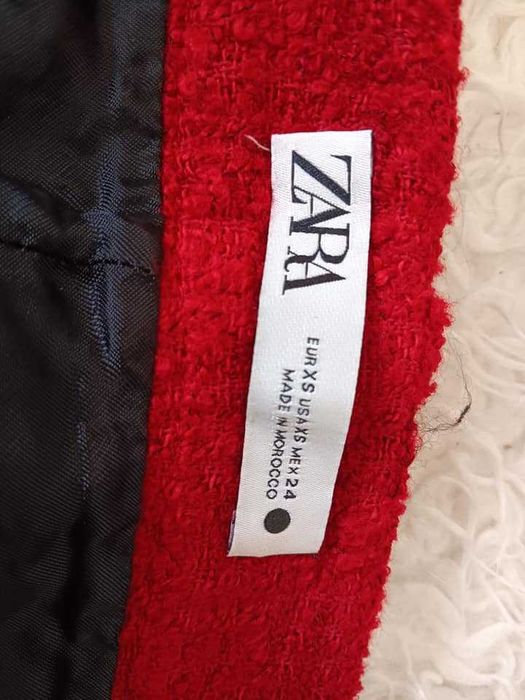 ZARA
EUR XS USA XS MEX 24
MADE IN MOROCCO